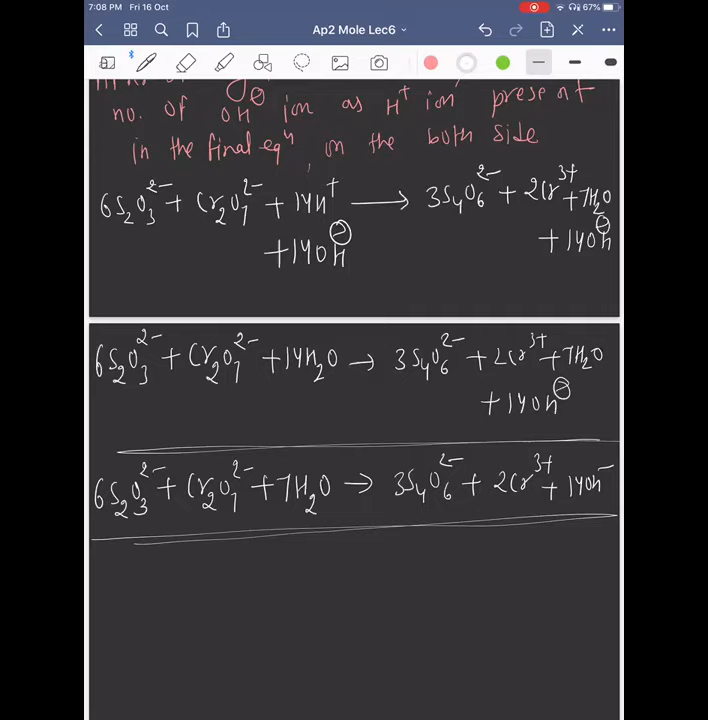 7:08 PM Fri 16 Oct 67%
Ap2 Mole Lec6
no. of OH⊖ ion as H⁺ ion present
in the final eqⁿ, on the both side
6S₂O₃²⁻ + Cr₂O₇²⁻ + 14H⁺ ⟶ 3S₄O₆²⁻ + 2Cr³⁺ + 7H₂O
+14OH⊖ +14OH⊖
6S₂O₃²⁻ + Cr₂O₇²⁻ + 14H₂O → 3S₄O₆²⁻ + 2Cr³⁺ + 7H₂O
+ 14OH⊖
6S₂O₃²⁻ + Cr₂O₇²⁻ + 7H₂O → 3S₄O₆²⁻ + 2Cr³⁺ + 14OH⁻